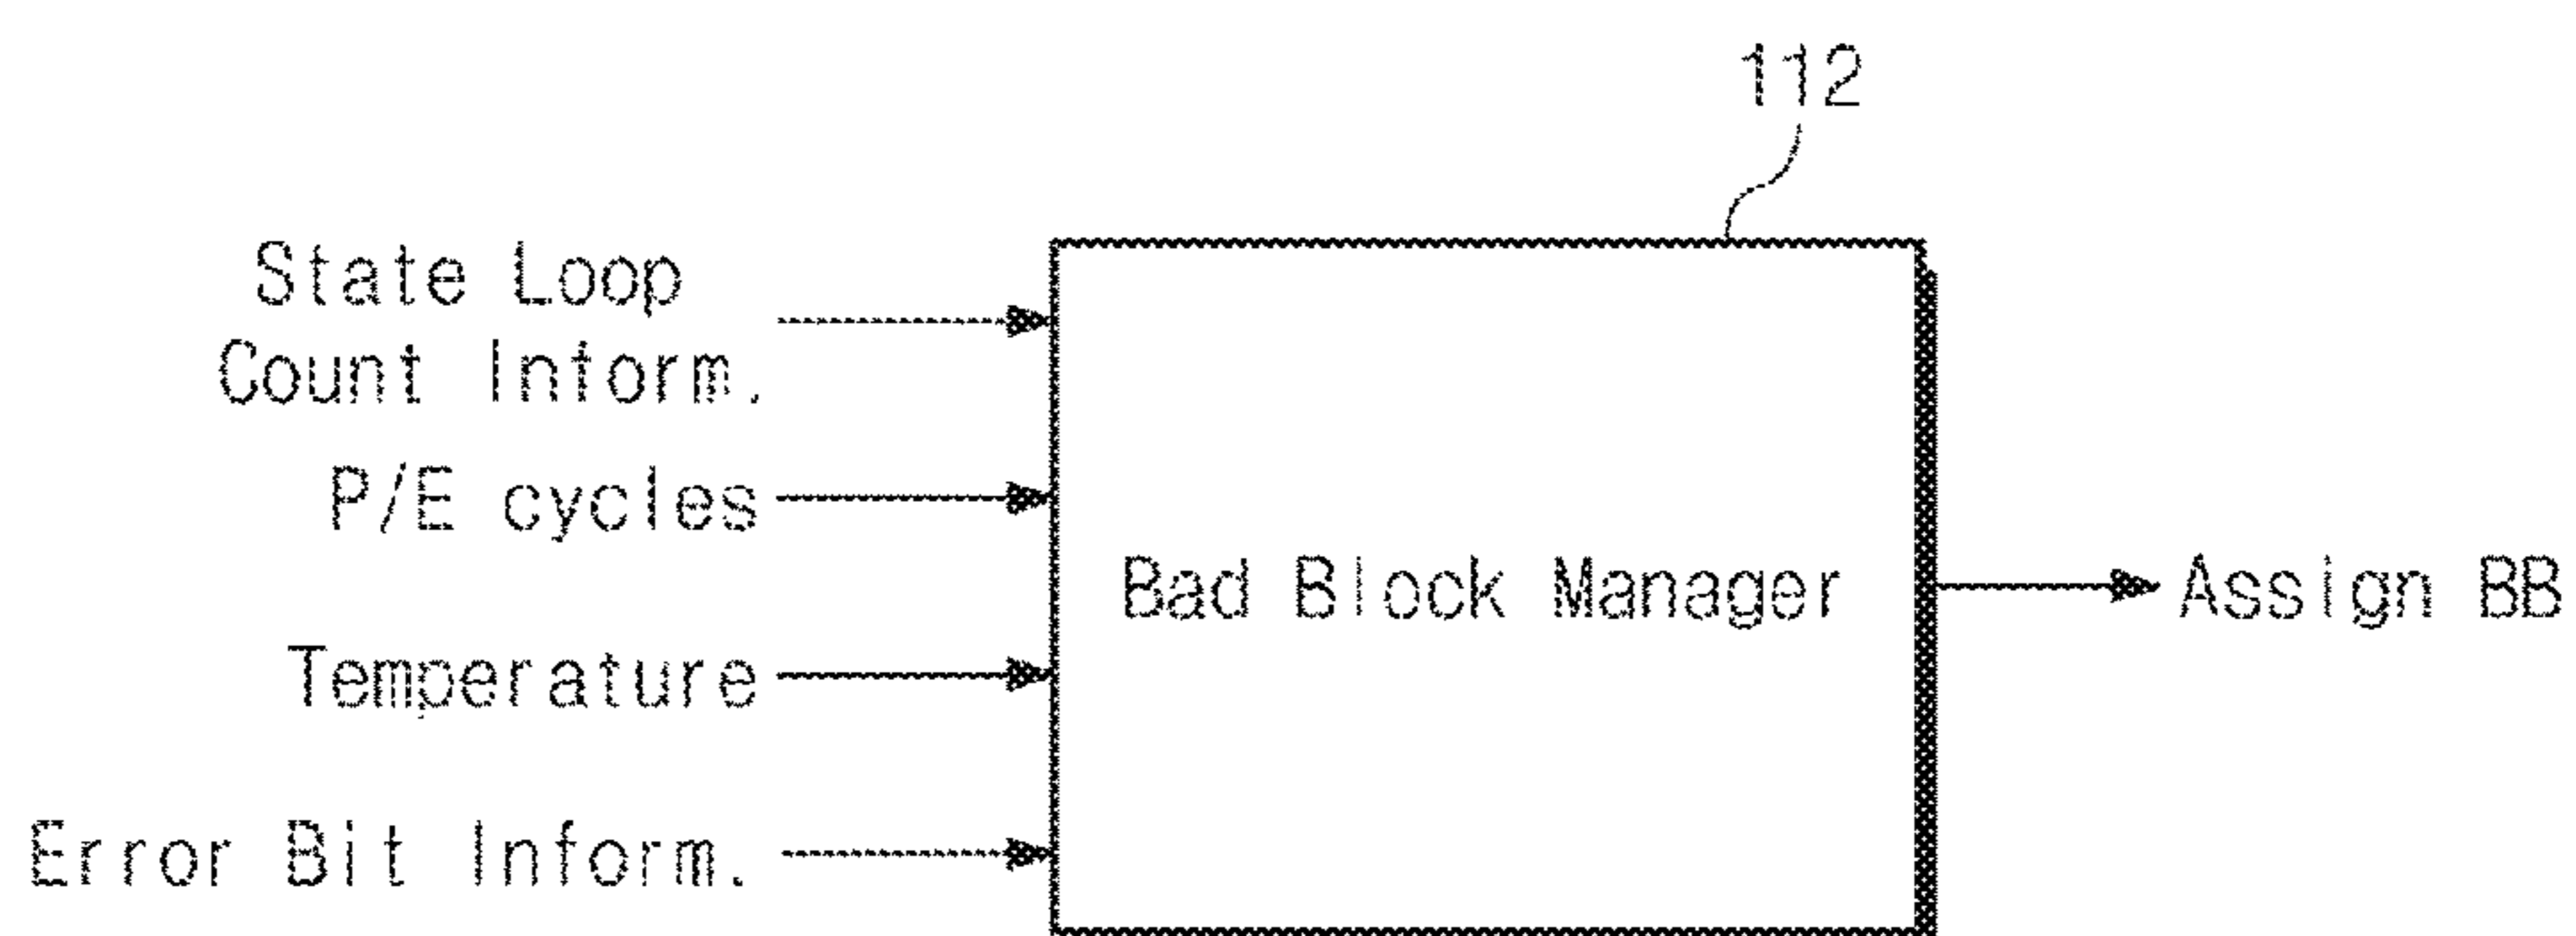 112
State Loop
Count Inform.
P/E cycles
Temperature
Error Bit Inform.
Bad Block Manager
Assign BB